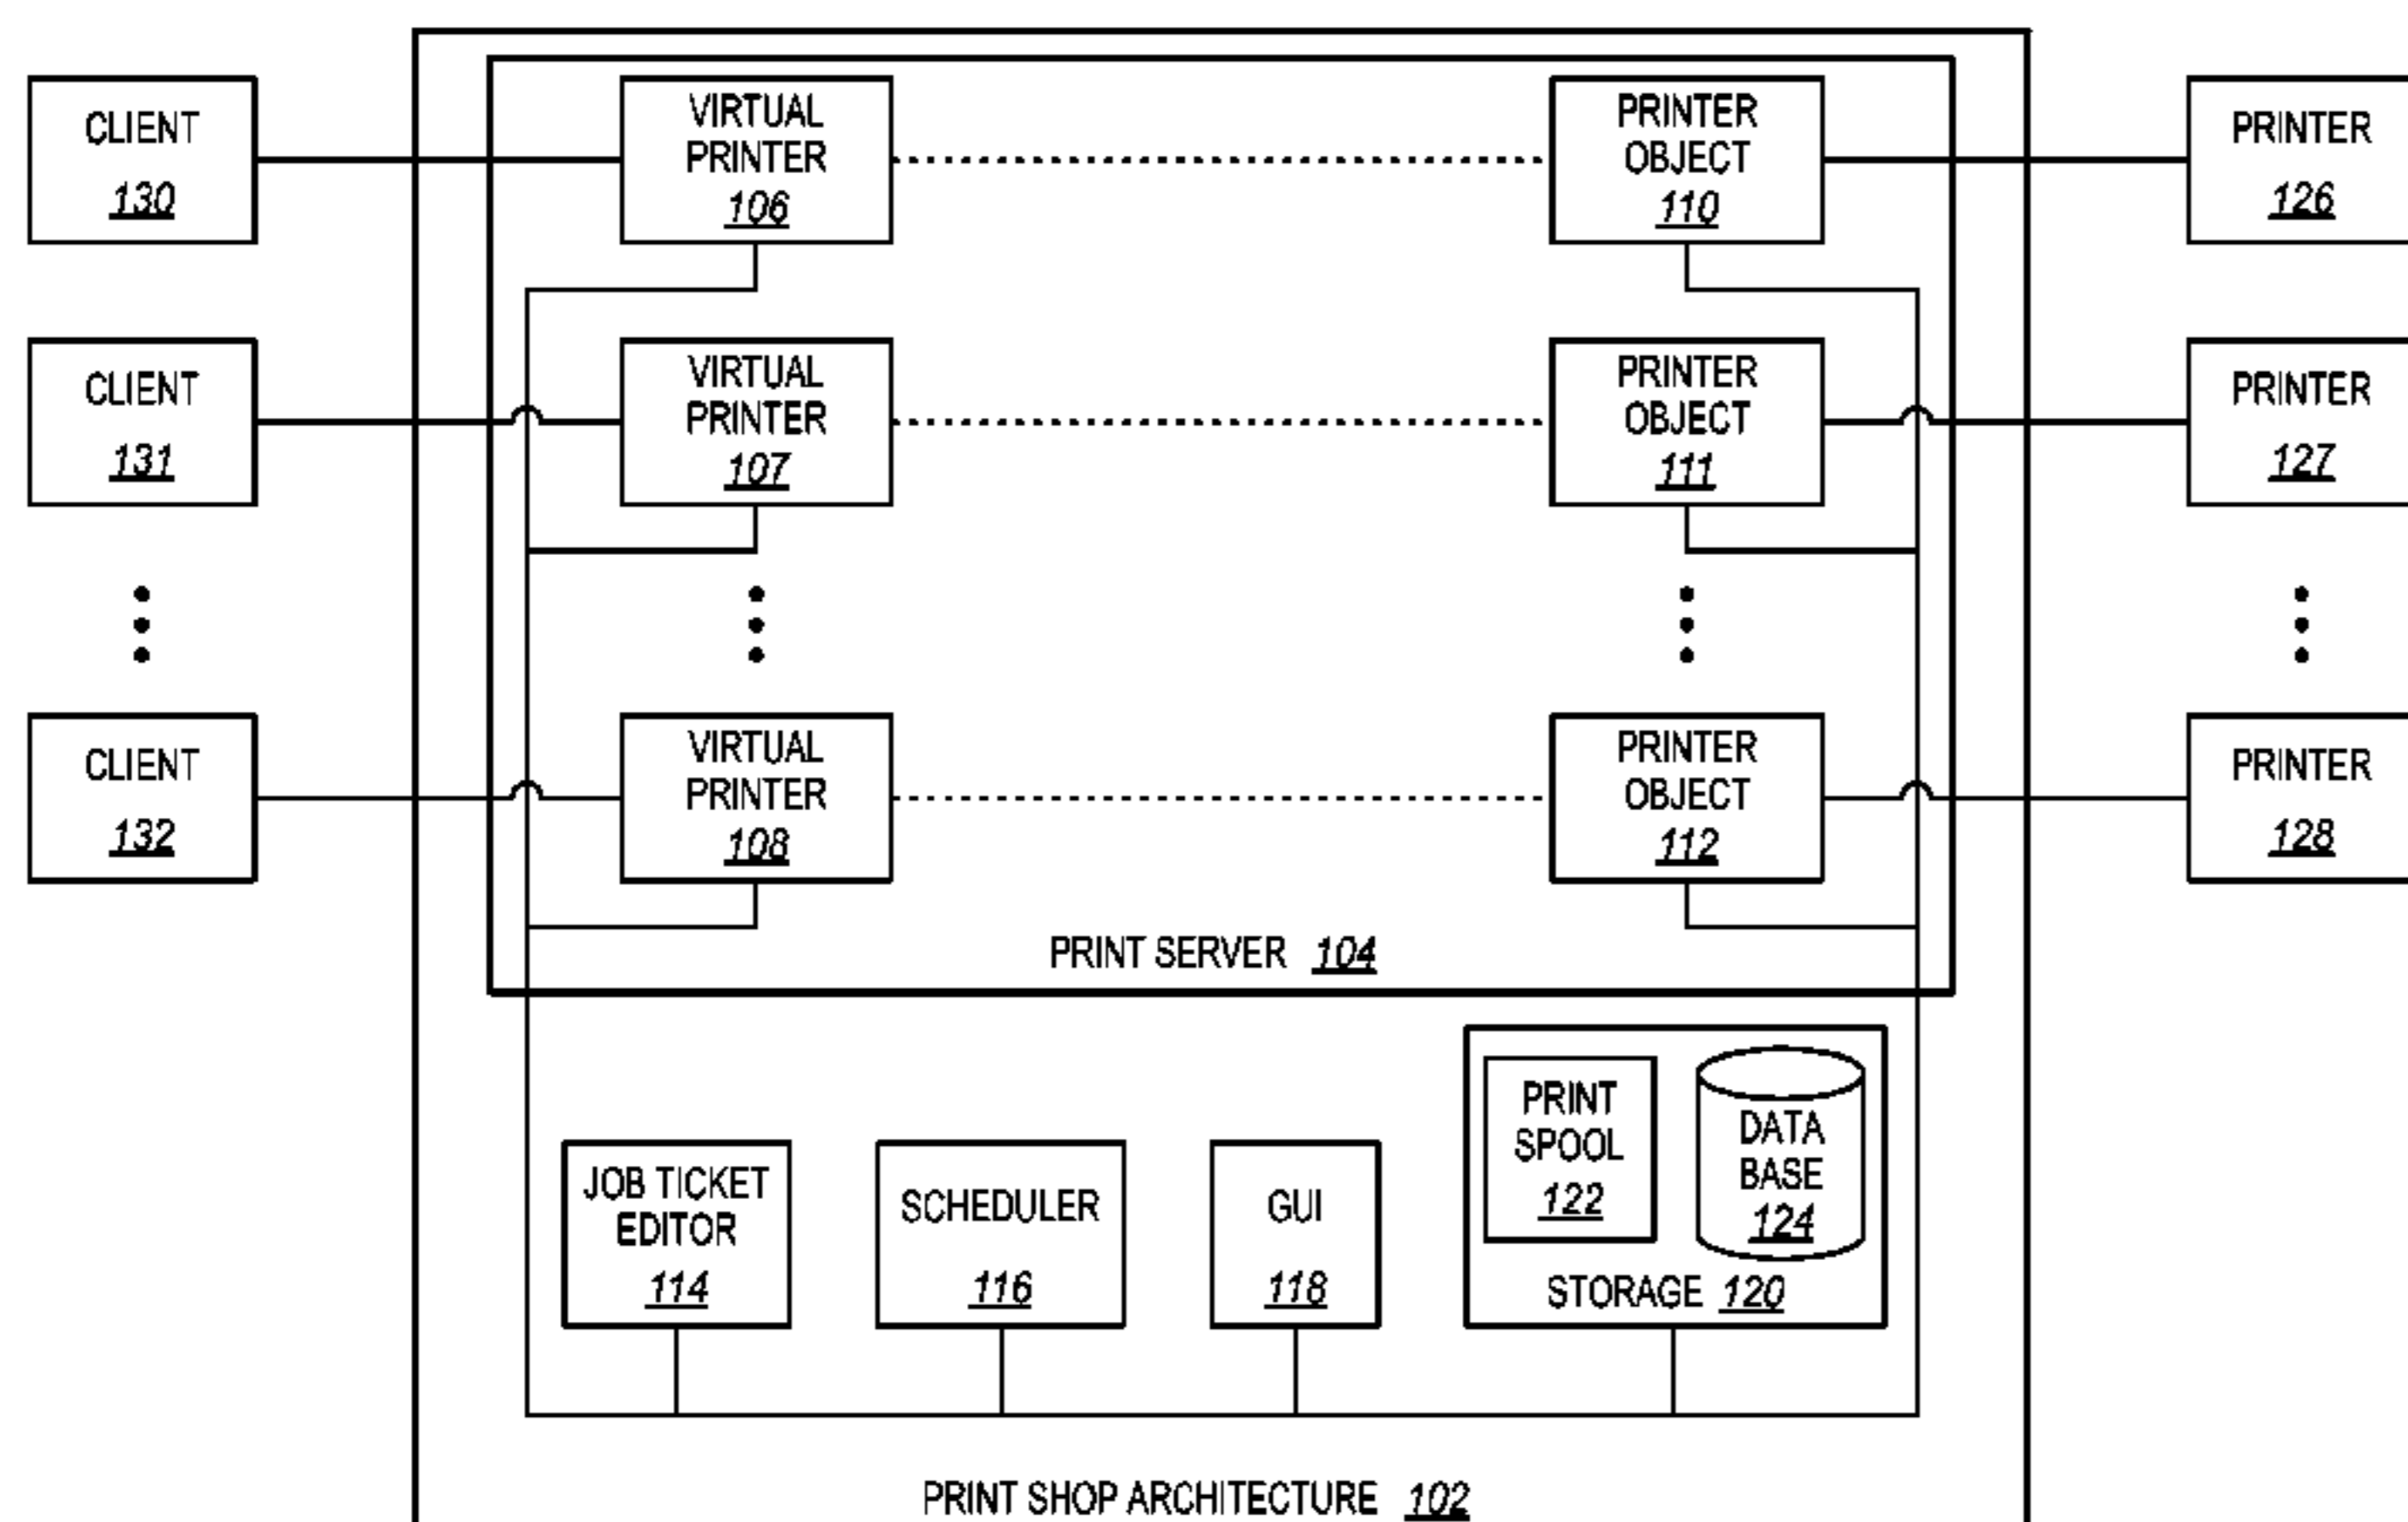 CLIENT
130
VIRTUAL
PRINTER
106
PRINTER
OBJECT
110
PRINTER
126
CLIENT
131
VIRTUAL
PRINTER
107
PRINTER
OBJECT
111
PRINTER
127
CLIENT
132
VIRTUAL
PRINTER
108
PRINTER
OBJECT
112
PRINTER
128
PRINT SERVER 104
JOB TICKET
EDITOR
114
SCHEDULER
116
GUI
118
PRINT
SPOOL
122
DATA
BASE
124
STORAGE 120
PRINT SHOP ARCHITECTURE 102